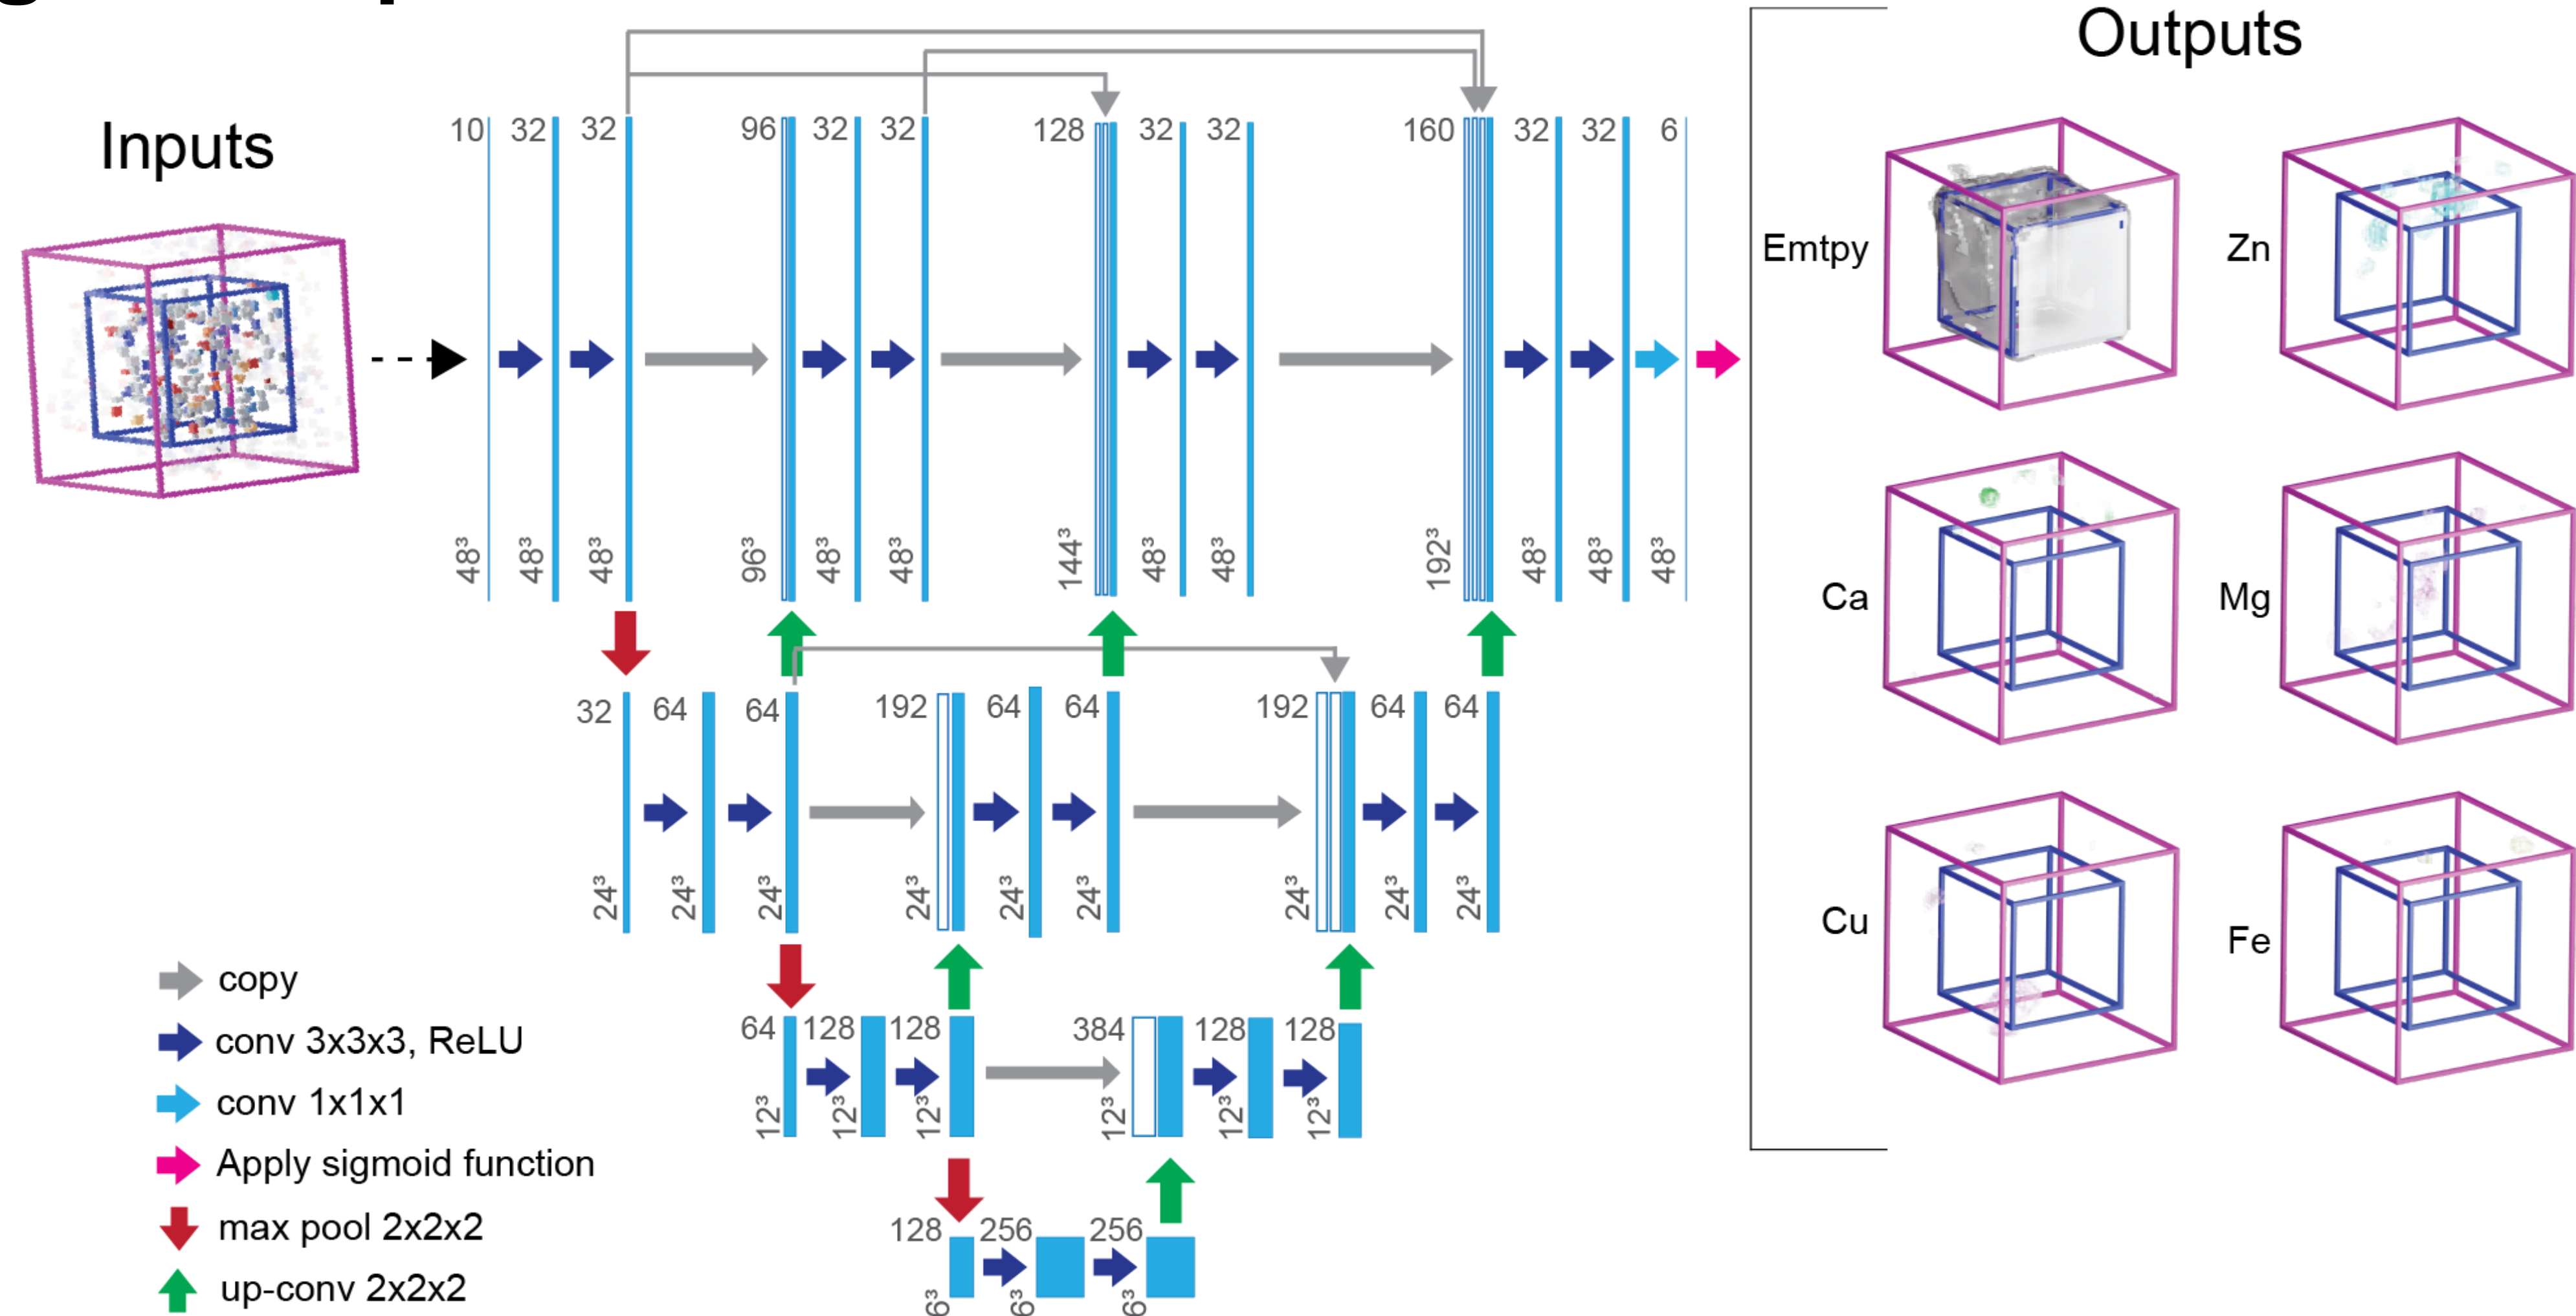 Outputs
Inputs
10 32 32 96 32 32 128 32 32 160 32 32 6
48³ 48³ 48³ 96³ 48³ 48³ 144³ 48³ 48³ 192³ 48³ 48³ 48³
32 64 64 192 64 64 192 64 64
24³ 24³ 24³ 24³ 24³ 24³ 24³ 24³ 24³
64 128 128 384 128 128
12³ 12³ 12³ 12³ 12³ 12³
128 256 256
6³ 6³ 6³
copy
conv 3x3x3, ReLU
conv 1x1x1
Apply sigmoid function
max pool 2x2x2
up-conv 2x2x2
Emtpy
Zn
Ca
Mg
Cu
Fe